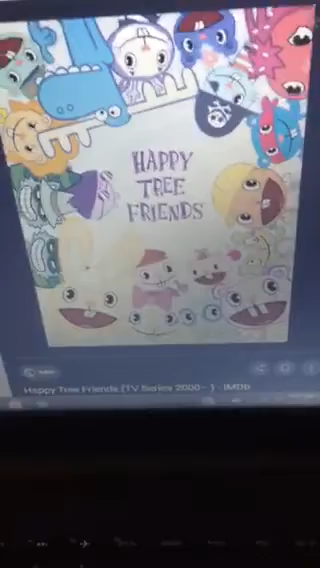 HAPPY
TREE
FRIENDS
Happy Tree Friends (TV Series 2000– ) - IMDb